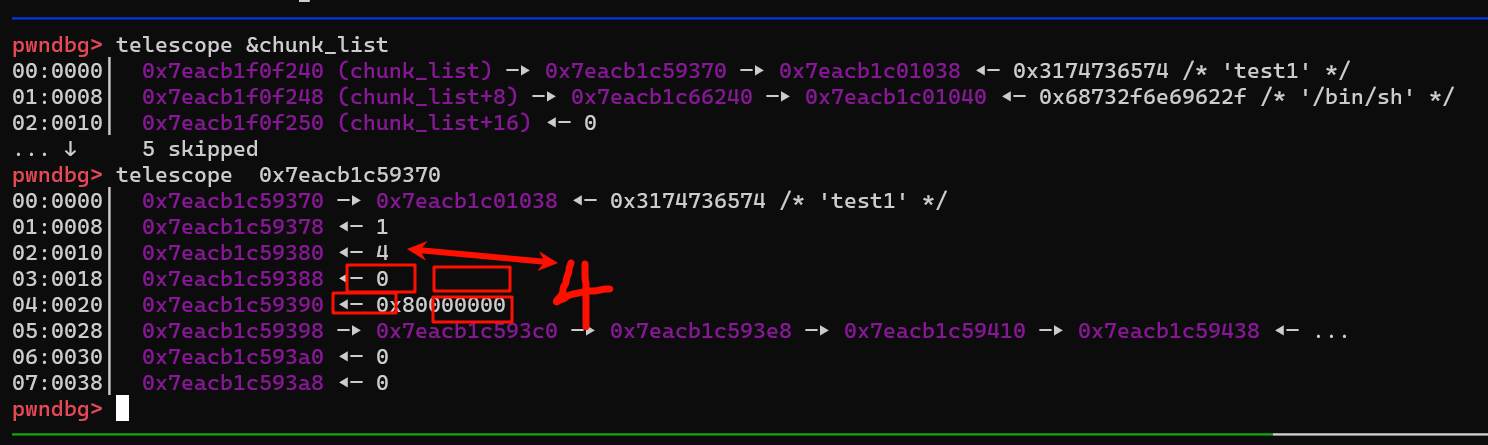 pwndbg> telescope &chunk_list
00:0000│ 0x7eacb1f0f240 (chunk_list) —▸ 0x7eacb1c59370 —▸ 0x7eacb1c01038 ◂— 0x3174736574 /* 'test1' */
01:0008│ 0x7eacb1f0f248 (chunk_list+8) —▸ 0x7eacb1c66240 —▸ 0x7eacb1c01040 ◂— 0x68732f6e69622f /* '/bin/sh' */
02:0010│ 0x7eacb1f0f250 (chunk_list+16) ◂— 0
... ↓ 5 skipped
pwndbg> telescope 0x7eacb1c59370
00:0000│ 0x7eacb1c59370 —▸ 0x7eacb1c01038 ◂— 0x3174736574 /* 'test1' */
01:0008│ 0x7eacb1c59378 ◂— 1
02:0010│ 0x7eacb1c59380 ◂— 4
4
03:0018│ 0x7eacb1c59388 ◂— 0
04:0020│ 0x7eacb1c59390 ◂— 0x80000000
05:0028│ 0x7eacb1c59398 —▸ 0x7eacb1c593c0 —▸ 0x7eacb1c593e8 —▸ 0x7eacb1c59410 —▸ 0x7eacb1c59438 ◂— ...
06:0030│ 0x7eacb1c593a0 ◂— 0
07:0038│ 0x7eacb1c593a8 ◂— 0
pwndbg>